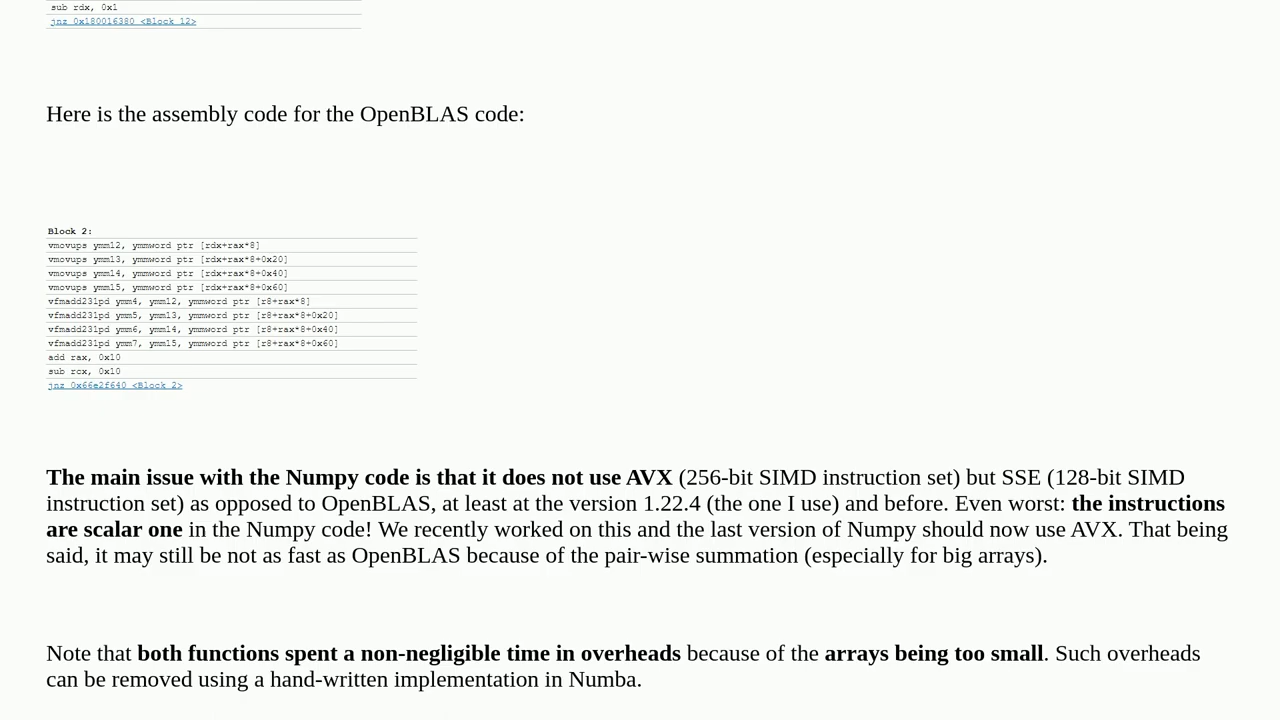 sub rdx, 0x1
jnz 0x180016380 <Block 12>
Here is the assembly code for the OpenBLAS code:
Block 2:
vmovups ymm12, ymmword ptr [rdx+rax*8]
vmovups ymm13, ymmword ptr [rdx+rax*8+0x20]
vmovups ymm14, ymmword ptr [rdx+rax*8+0x40]
vmovups ymm15, ymmword ptr [rdx+rax*8+0x60]
vfmadd231pd ymm4, ymm12, ymmword ptr [r8+rax*8]
vfmadd231pd ymm5, ymm13, ymmword ptr [r8+rax*8+0x20]
vfmadd231pd ymm6, ymm14, ymmword ptr [r8+rax*8+0x40]
vfmadd231pd ymm7, ymm15, ymmword ptr [r8+rax*8+0x60]
add rax, 0x10
sub rcx, 0x10
jnz 0x66e2f640 <Block 2>
The main issue with the Numpy code is that it does not use AVX (256-bit SIMD instruction set) but SSE (128-bit SIMD
instruction set) as opposed to OpenBLAS, at least at the version 1.22.4 (the one I use) and before. Even worst: the instructions
are scalar one in the Numpy code! We recently worked on this and the last version of Numpy should now use AVX. That being
said, it may still be not as fast as OpenBLAS because of the pair-wise summation (especially for big arrays).
Note that both functions spent a non-negligible time in overheads because of the arrays being too small. Such overheads
can be removed using a hand-written implementation in Numba.